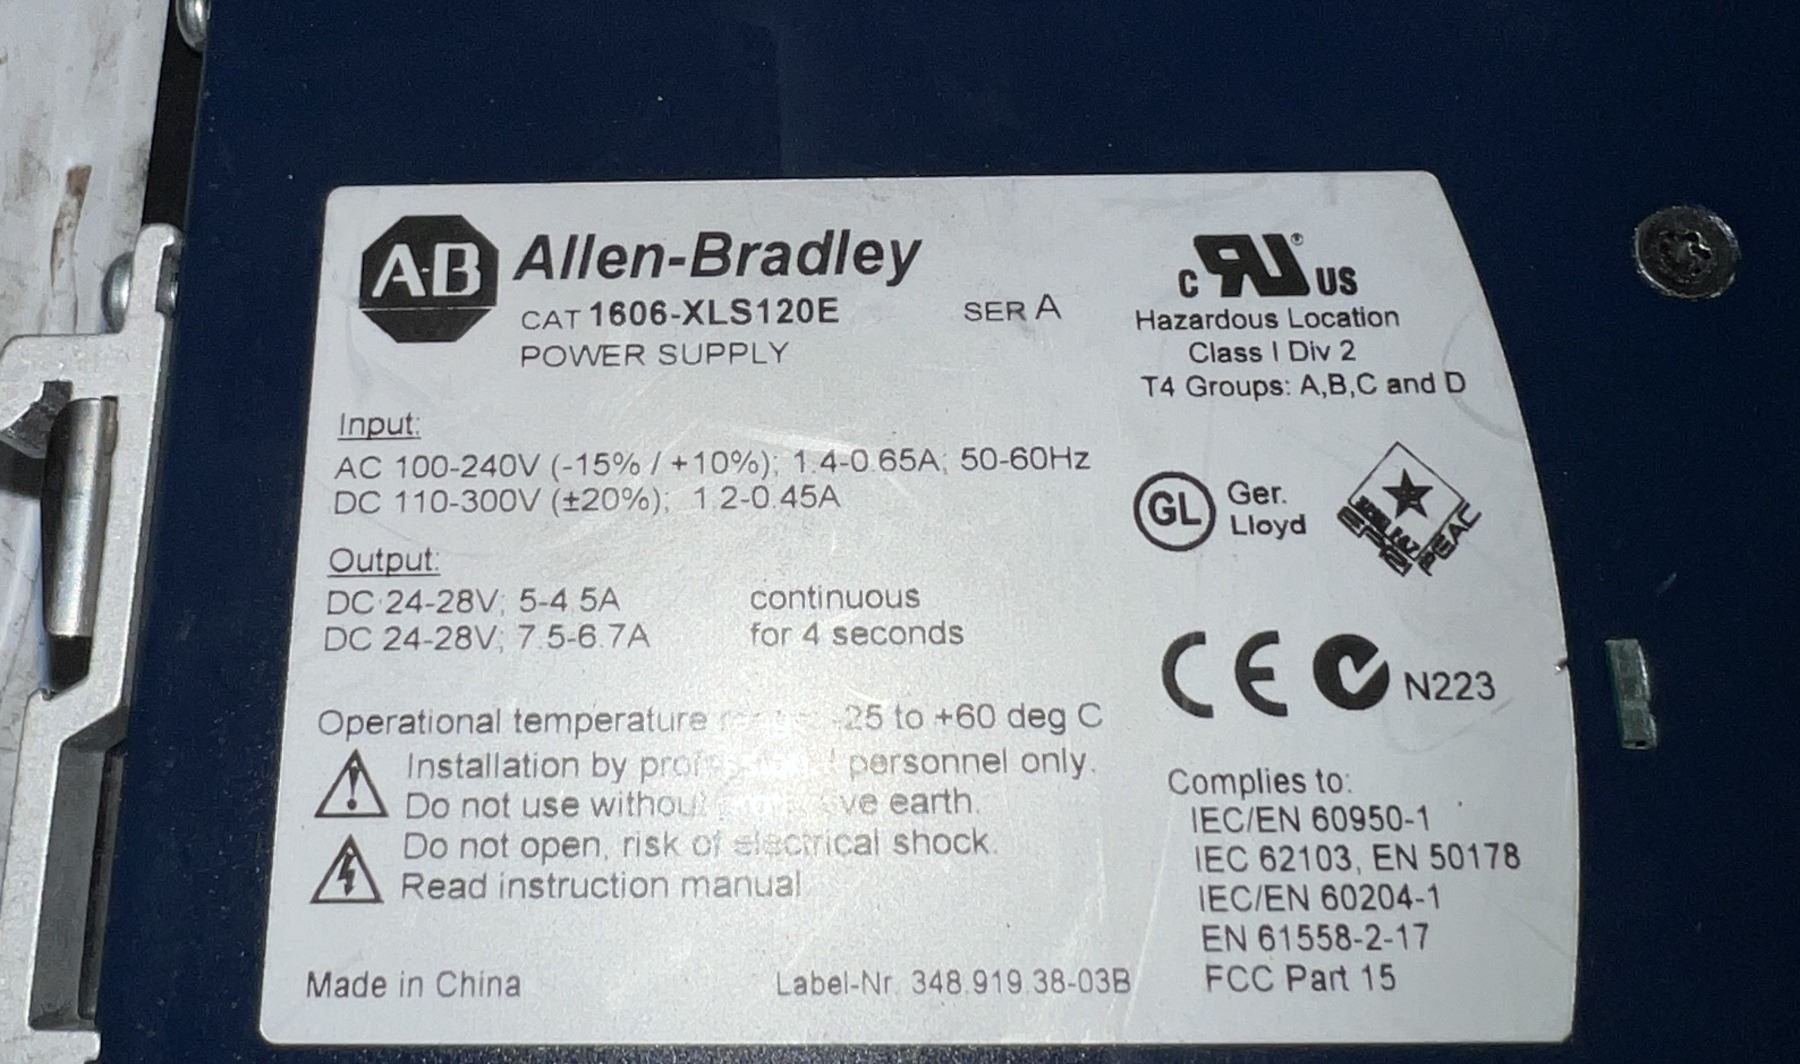 A-B Allen-Bradley
CAT 1606-XLS120E SER A
POWER SUPPLY
Input:
AC 100-240V (-15% / +10%); 1.4-0.65A; 50-60Hz
DC 110-300V (±20%); 1.2-0.45A
Output:
DC 24-28V; 5-4.5A continuous
DC 24-28V; 7.5-6.7A for 4 seconds
Operational temperature -25 to +60 deg C
Installation by personnel only.
Do not use without earth.
Do not open, risk of electrical shock.
Read instruction manual
Made in China
Label-Nr. 348.919.38-03B
c RU ® US
Hazardous Location
Class I Div 2
T4 Groups: A,B,C and D
GL Ger.
Lloyd
PEAC
CE N223
Complies to:
IEC/EN 60950-1
IEC 62103, EN 50178
IEC/EN 60204-1
EN 61558-2-17
FCC Part 15